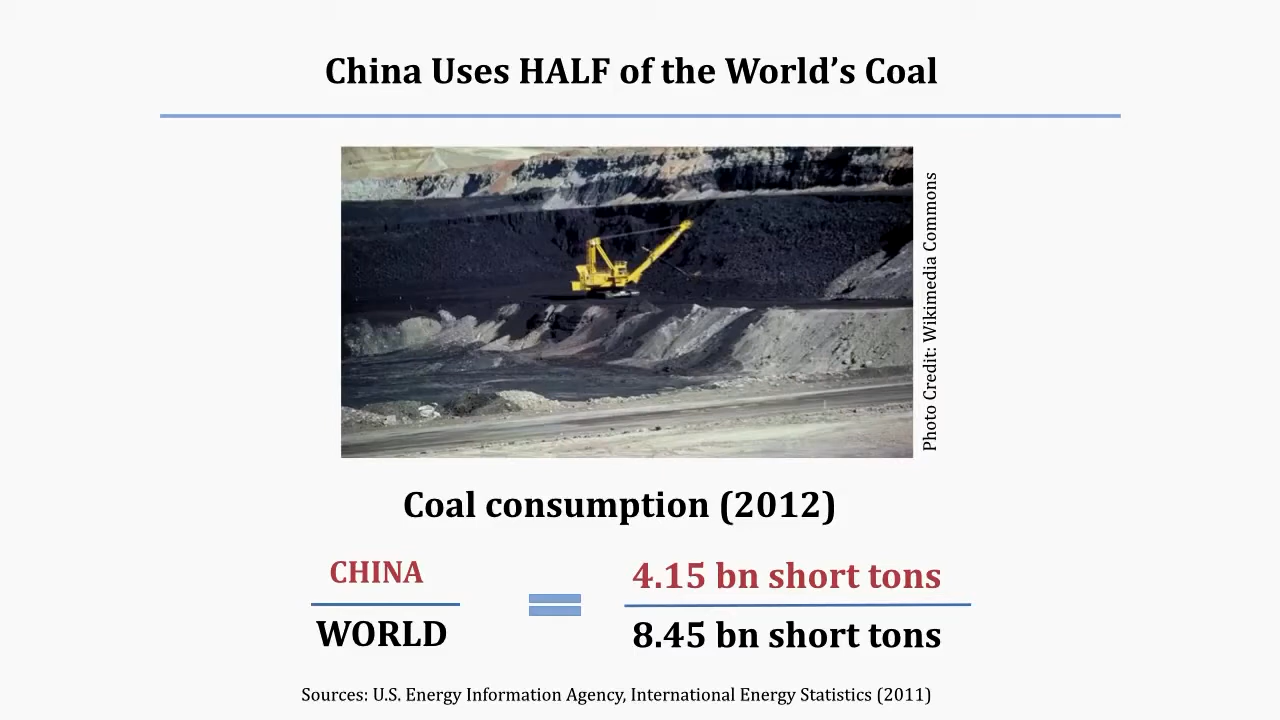 China Uses HALF of the World’s Coal
Photo Credit: Wikimedia Commons
Coal consumption (2012)
CHINA
WORLD
4.15 bn short tons
8.45 bn short tons
Sources: U.S. Energy Information Agency, International Energy Statistics (2011)